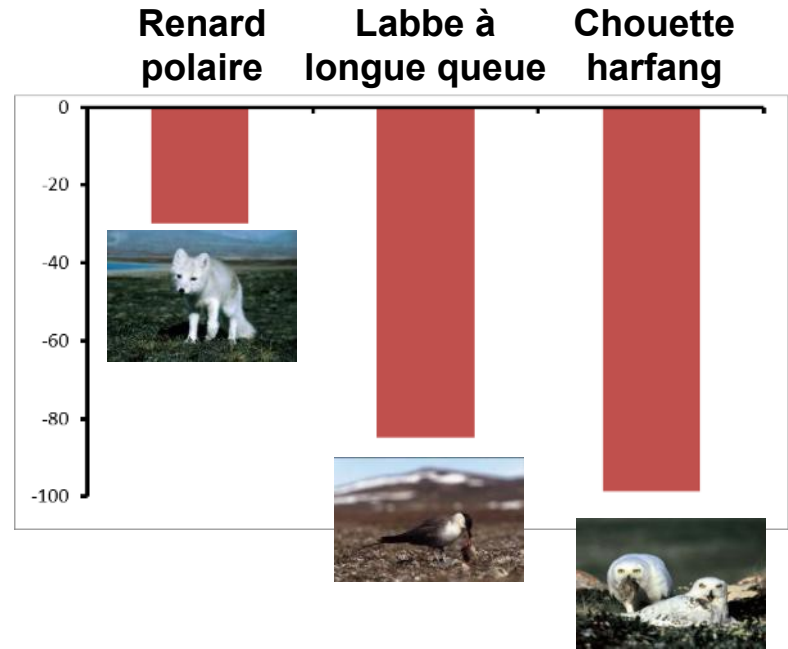 Renard
polaire
Labbe à
longue queue
Chouette
harfang
0
-20
-40
-60
-80
-100